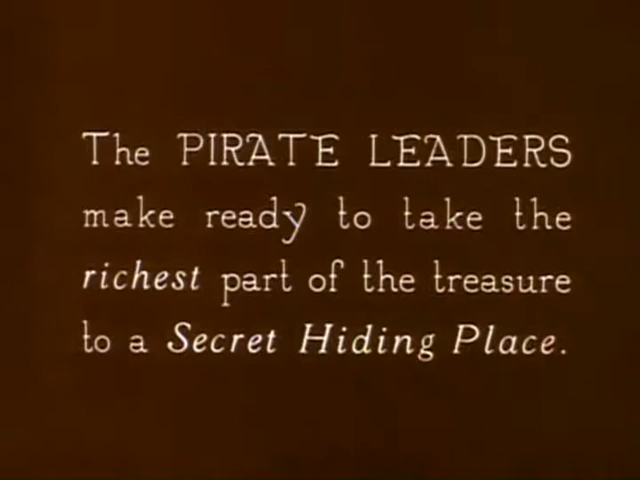 The PIRATE LEADERS
make ready to take the
richest part of the treasure
to a Secret Hiding Place.